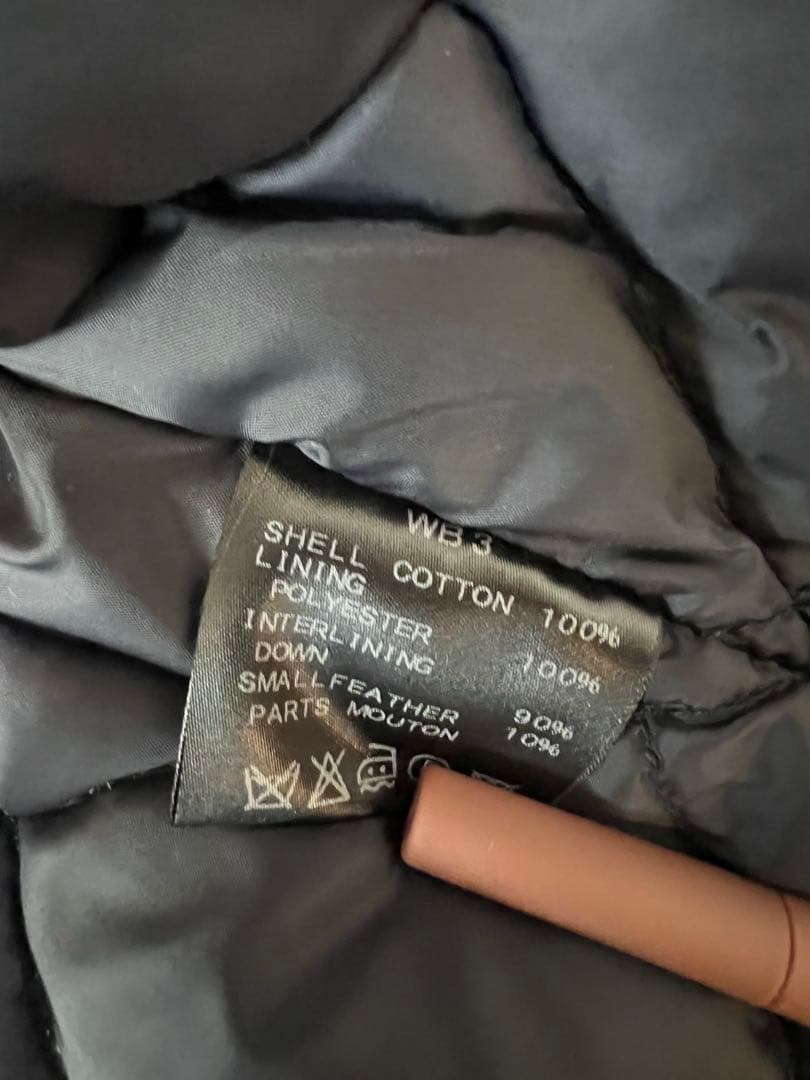 WB3
SHELL
COTTON 100%
LINING
POLYESTER 100%
INTERLINING
DOWN 90%
SMALLFEATHER 10%
PARTS MOUTON